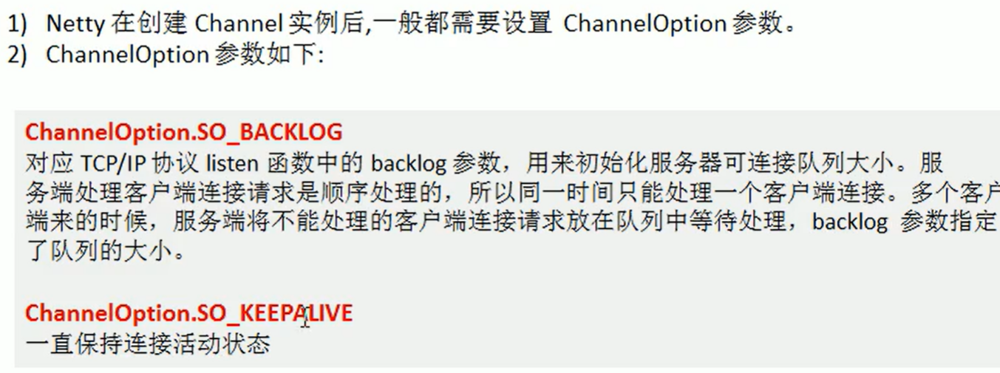 1) Netty 在创建 Channel 实例后,一般都需要设置 ChannelOption 参数。
2) ChannelOption 参数如下:
ChannelOption.SO_BACKLOG
对应 TCP/IP 协议 listen 函数中的 backlog 参数，用来初始化服务器可连接队列大小。服
务端处理客户端连接请求是顺序处理的，所以同一时间只能处理一个客户端连接。多个客户
端来的时候，服务端将不能处理的客户端连接请求放在队列中等待处理，backlog 参数指定
了队列的大小。
ChannelOption.SO_KEEPALIVE
一直保持连接活动状态